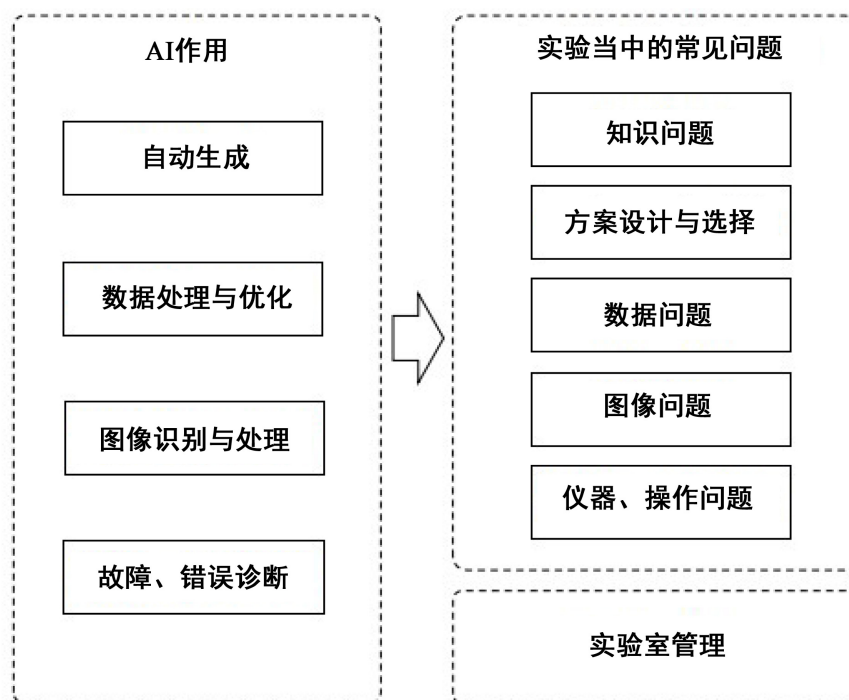 AI作用
自动生成
数据处理与优化
图像识别与处理
故障、错误诊断
实验当中的常见问题
知识问题
方案设计与选择
数据问题
图像问题
仪器、操作问题
实验室管理